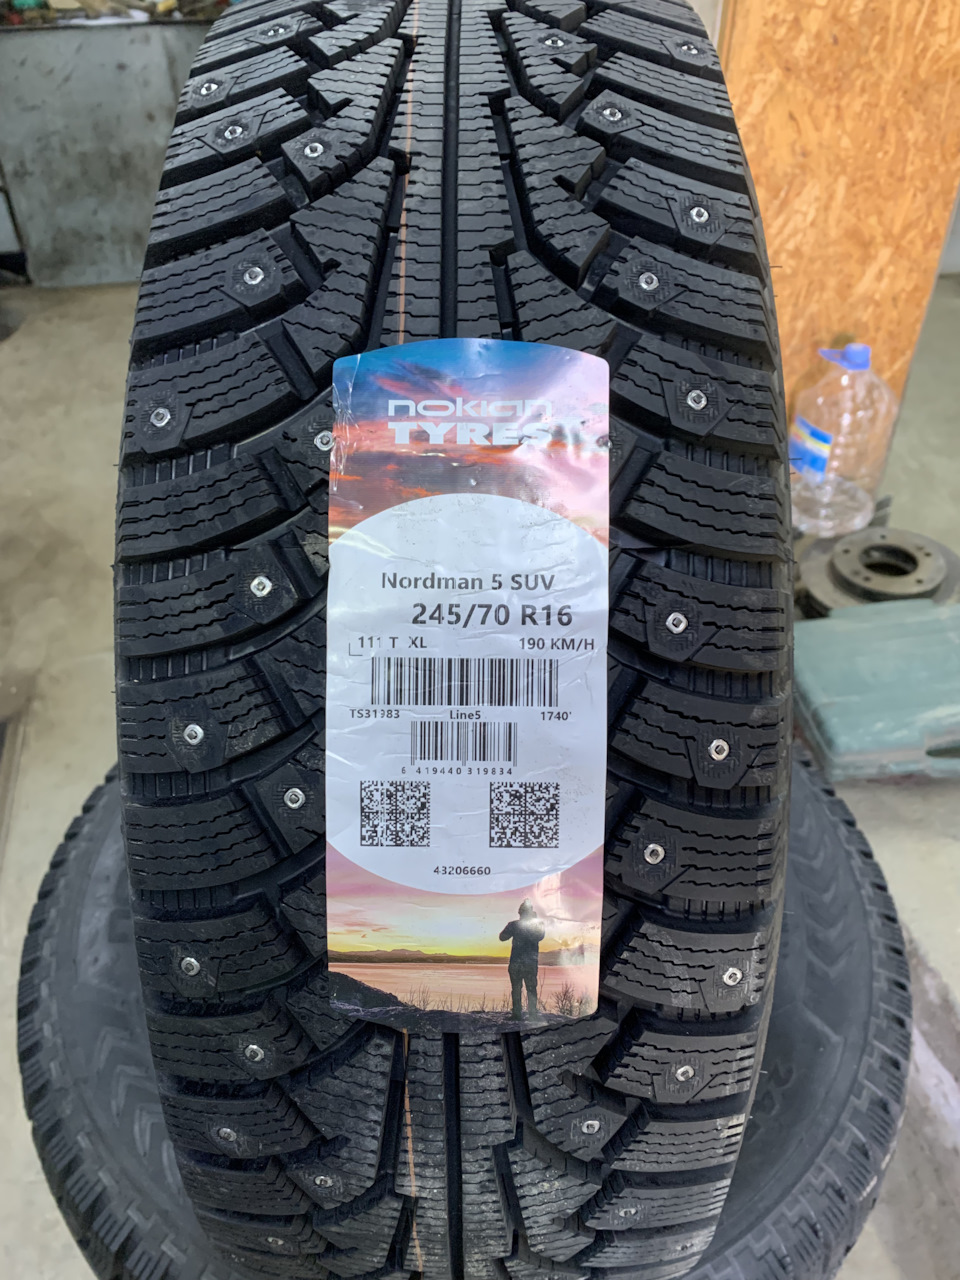 nokian
TYRES
Nordman 5 SUV
245/70 R16
111 T XL 190 KM/H
TS31983 Line5 1740
6 419440 319834
43206660